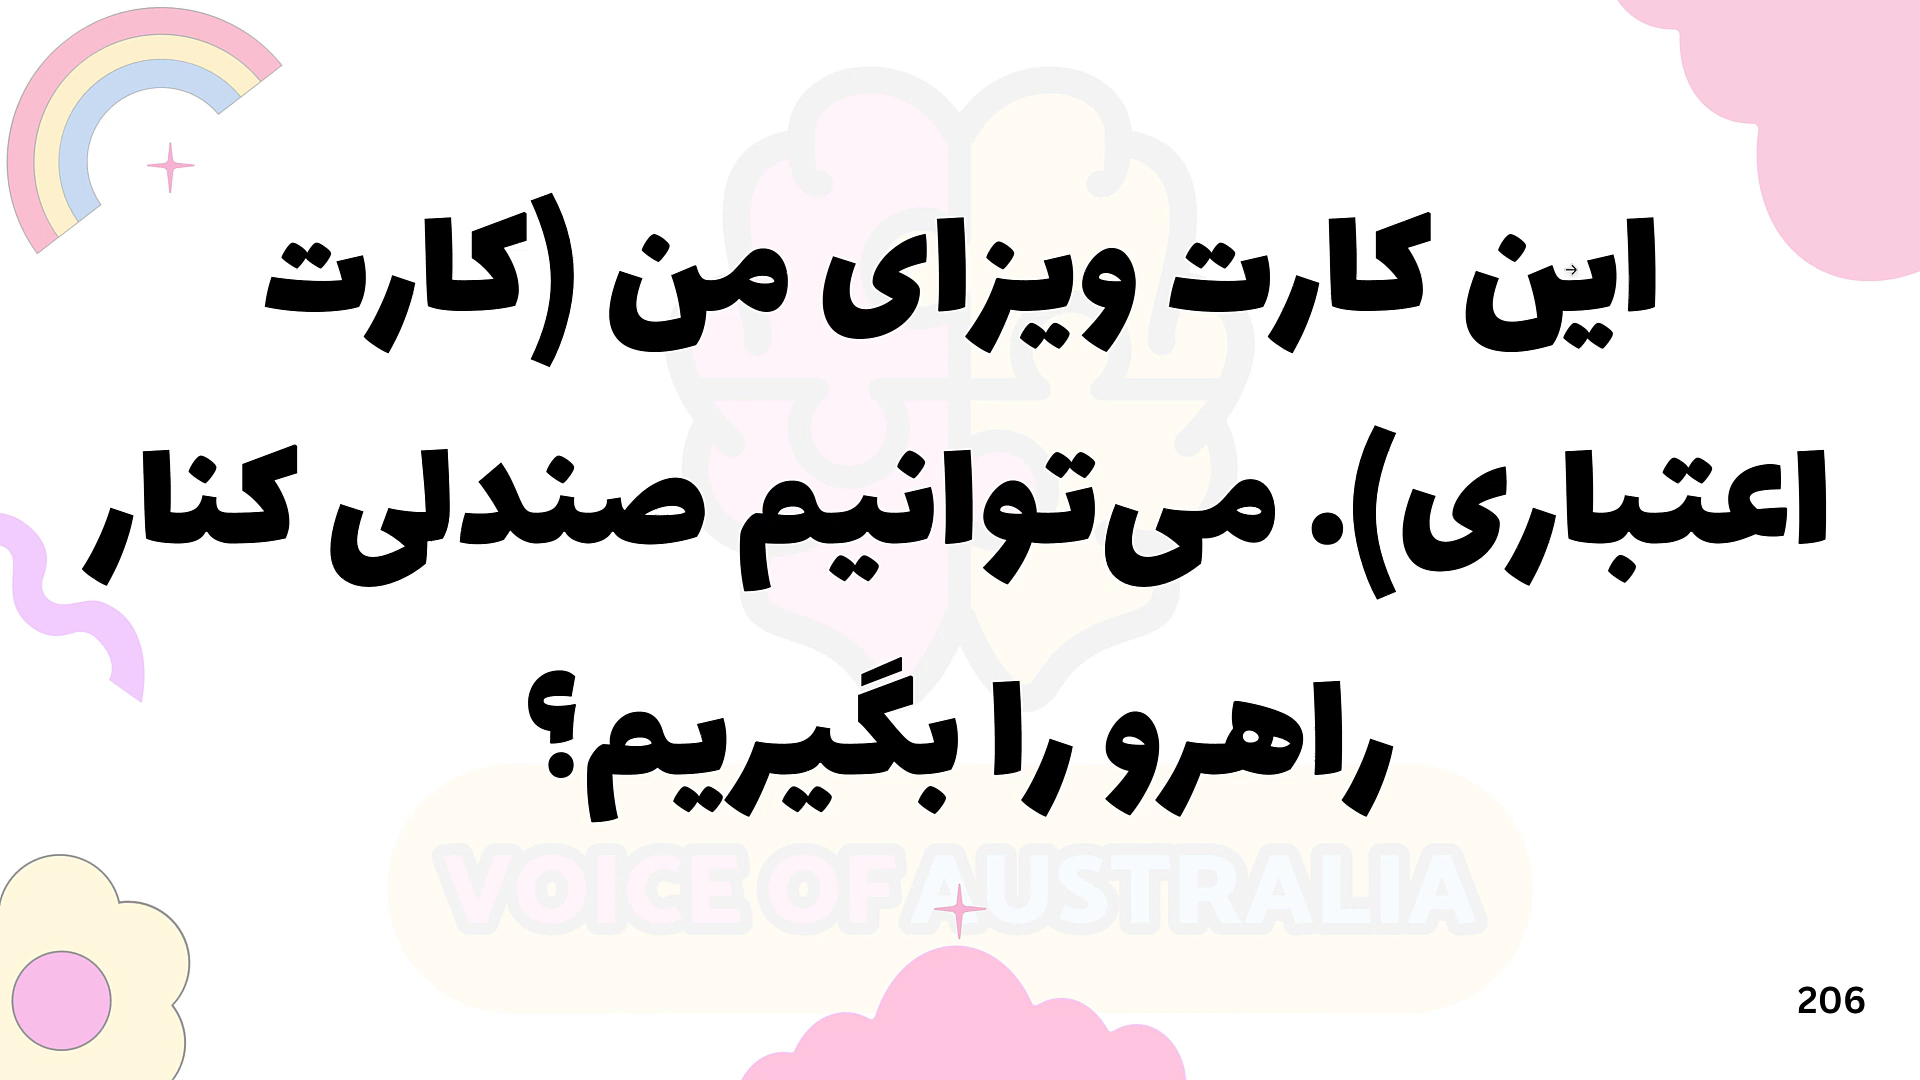 این کارت ویزای من (کارت
اعتباری). می‌توانیم صندلی کنار
راهرو را بگیریم؟
VOICE OF AUSTRALIA
206